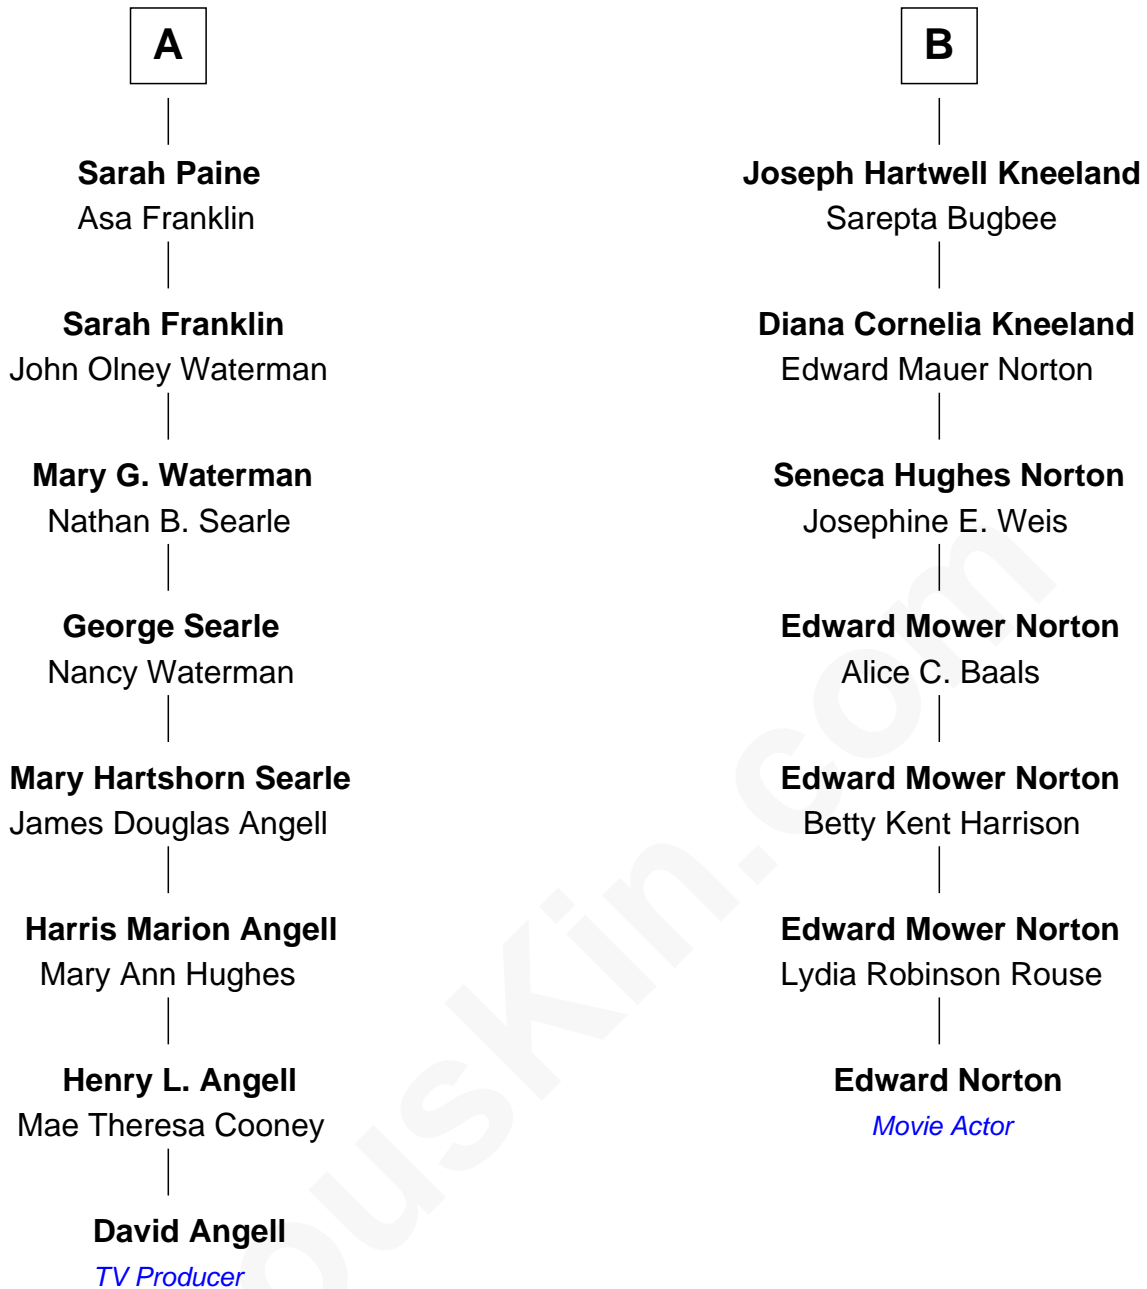 A
Sarah Paine
Asa Franklin
Sarah Franklin
John Olney Waterman
Mary G. Waterman
Nathan B. Searle
George Searle
Nancy Waterman
Mary Hartshorn Searle
James Douglas Angell
Harris Marion Angell
Mary Ann Hughes
Henry L. Angell
Mae Theresa Cooney
David Angell
TV Producer
B
Joseph Hartwell Kneeland
Sarepta Bugbee
Diana Cornelia Kneeland
Edward Mauer Norton
Seneca Hughes Norton
Josephine E. Weis
Edward Mower Norton
Alice C. Baals
Edward Mower Norton
Betty Kent Harrison
Edward Mower Norton
Lydia Robinson Rouse
Edward Norton
Movie Actor
ousKin.com